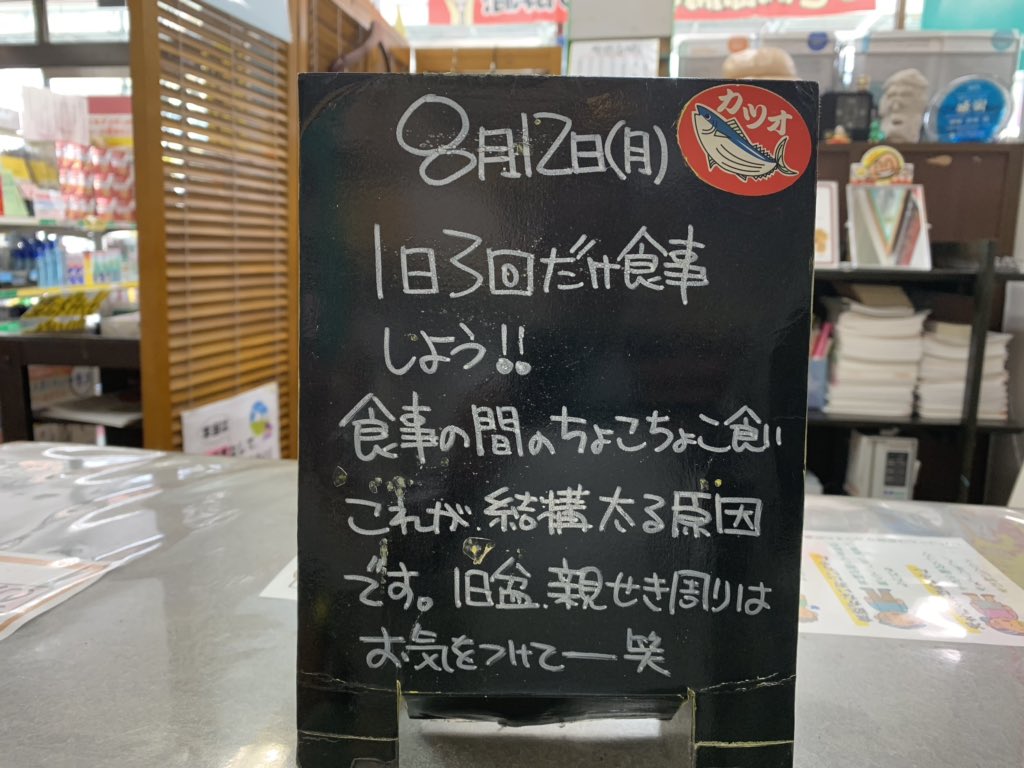 8月12日(月)
カツオ
1日3回だけ食事
しよう!!
食事の間のちょこちょこ食い
これが、結構、太る原因
です。旧盆、親せき周りは
お気をつけてー笑